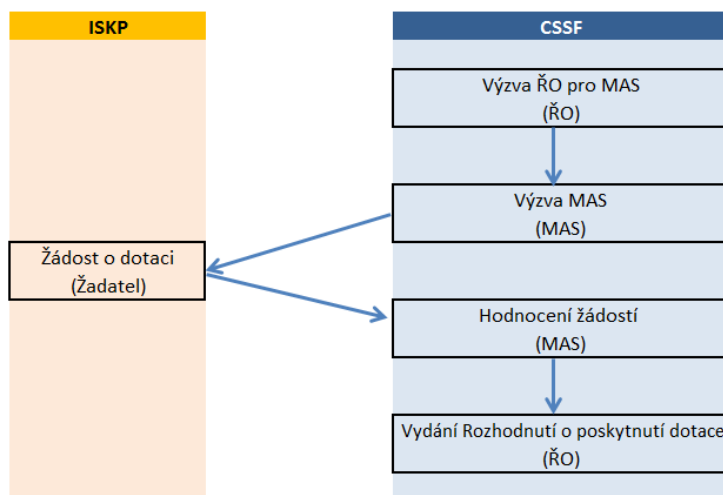 ISKP
CSSF
Výzva ŘO pro MAS
(ŘO)
Výzva MAS
(MAS)
Žádost o dotaci
(Žadatel)
Hodnocení žádostí
(MAS)
Vydání Rozhodnutí o poskytnutí dotace
(ŘO)